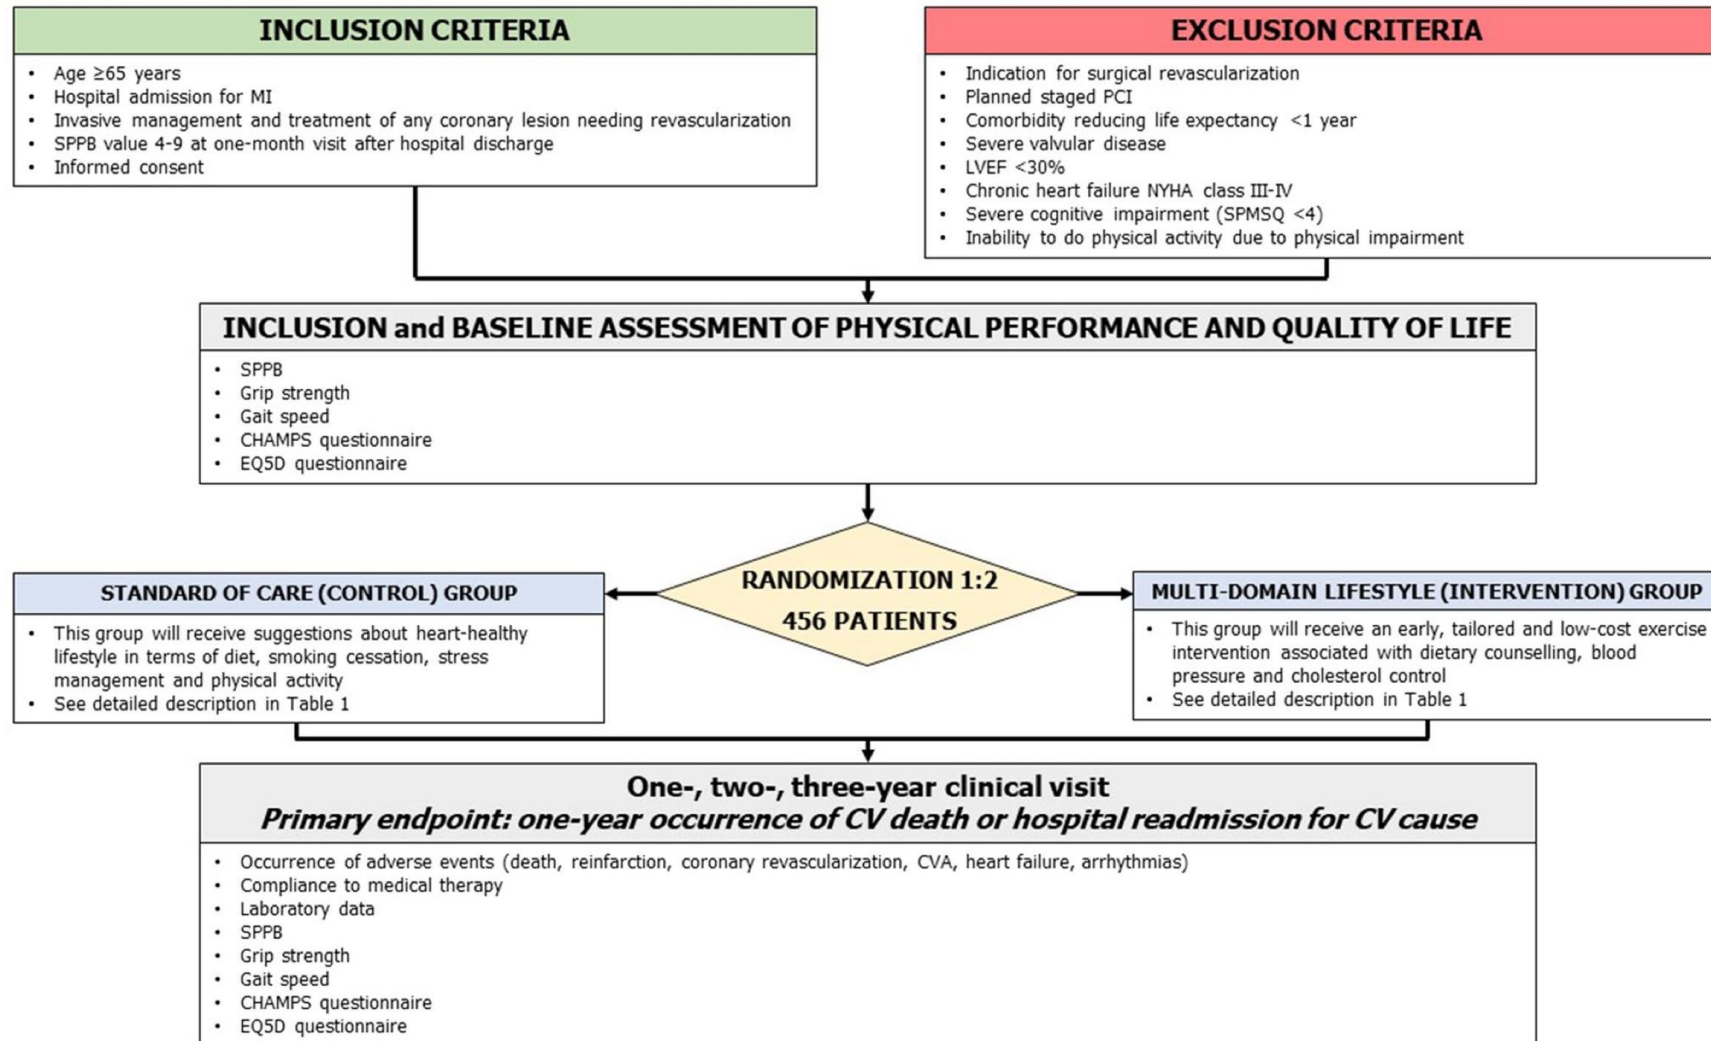 INCLUSION CRITERIA
• Age ≥65 years
• Hospital admission for MI
• Invasive management and treatment of any coronary lesion needing revascularization
• SPPB value 4-9 at one-month visit after hospital discharge
• Informed consent
EXCLUSION CRITERIA
• Indication for surgical revascularization
• Planned staged PCI
• Comorbidity reducing life expectancy <1 year
• Severe valvular disease
• LVEF <30%
• Chronic heart failure NYHA class III-IV
• Severe cognitive impairment (SPMSQ <4)
• Inability to do physical activity due to physical impairment
INCLUSION and BASELINE ASSESSMENT OF PHYSICAL PERFORMANCE AND QUALITY OF LIFE
• SPPB
• Grip strength
• Gait speed
• CHAMPS questionnaire
• EQ5D questionnaire
RANDOMIZATION 1:2
456 PATIENTS
STANDARD OF CARE (CONTROL) GROUP
• This group will receive suggestions about heart-healthy
lifestyle in terms of diet, smoking cessation, stress
management and physical activity
• See detailed description in Table 1
MULTI-DOMAIN LIFESTYLE (INTERVENTION) GROUP
• This group will receive an early, tailored and low-cost exercise
intervention associated with dietary counselling, blood
pressure and cholesterol control
• See detailed description in Table 1
One-, two-, three-year clinical visit
Primary endpoint: one-year occurrence of CV death or hospital readmission for CV cause
• Occurrence of adverse events (death, reinfarction, coronary revascularization, CVA, heart failure, arrhythmias)
• Compliance to medical therapy
• Laboratory data
• SPPB
• Grip strength
• Gait speed
• CHAMPS questionnaire
• EQ5D questionnaire